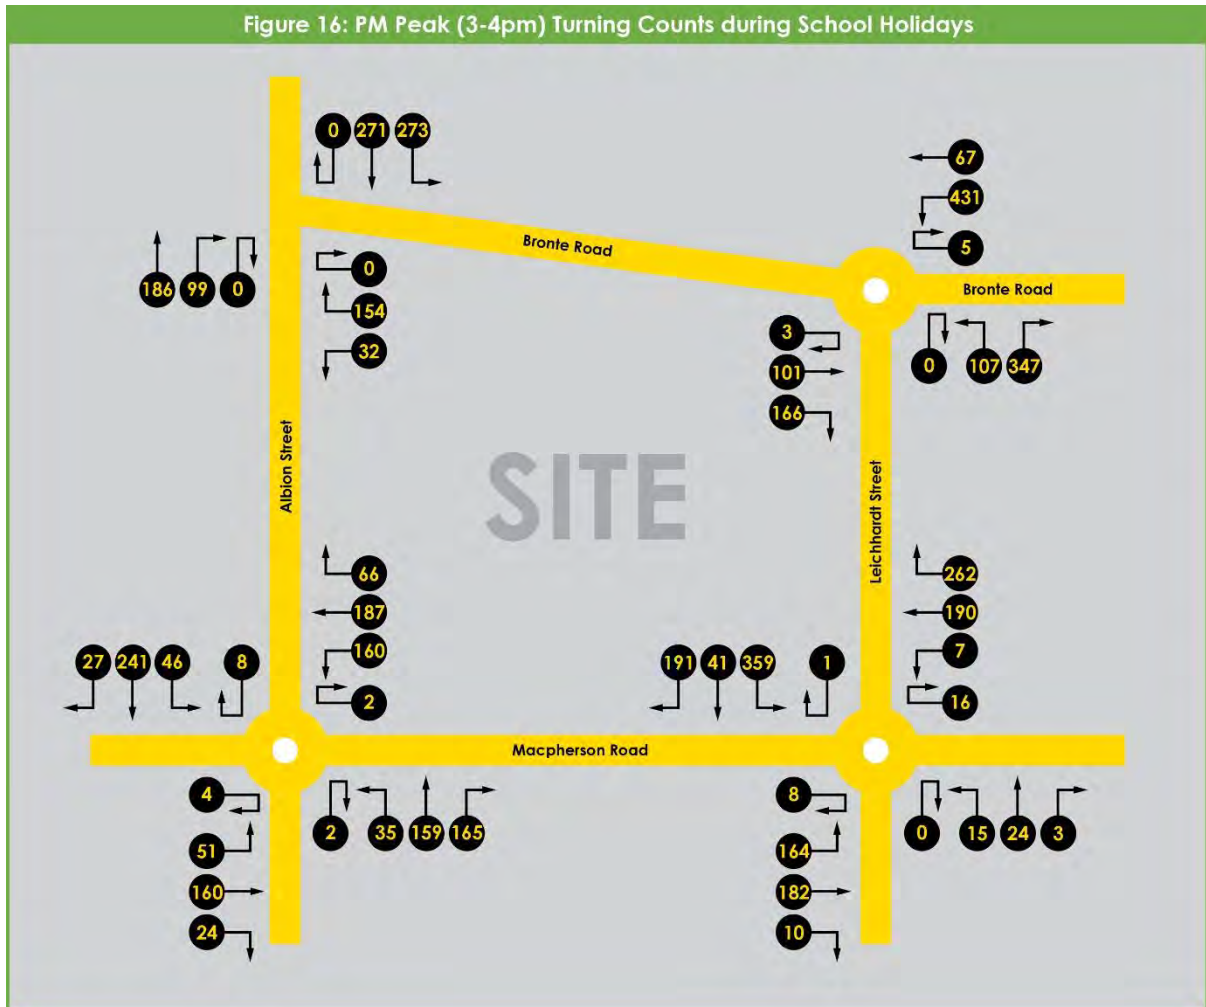 Figure 16: PM Peak (3-4pm) Turning Counts during School Holidays
0 271 273
67
431
5
Bronte Road
Bronte Road
186 99 0
0
154
32
3
101
166
0 107 347
Albion Street
SITE
Leichhardt Street
66
187
160
2
262
190
7
16
27 241 46 8
191 41 359 1
Macpherson Road
4
51
160
24
2 35 159 165
8
164
182
10
0 15 24 3